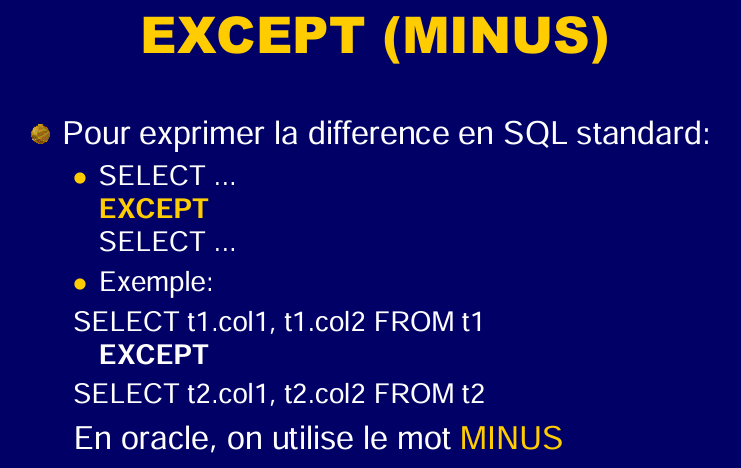 EXCEPT (MINUS)
Pour exprimer la difference en SQL standard:
SELECT ...
EXCEPT
SELECT ...
Exemple:
SELECT t1.col1, t1.col2 FROM t1
EXCEPT
SELECT t2.col1, t2.col2 FROM t2
En oracle, on utilise le mot MINUS